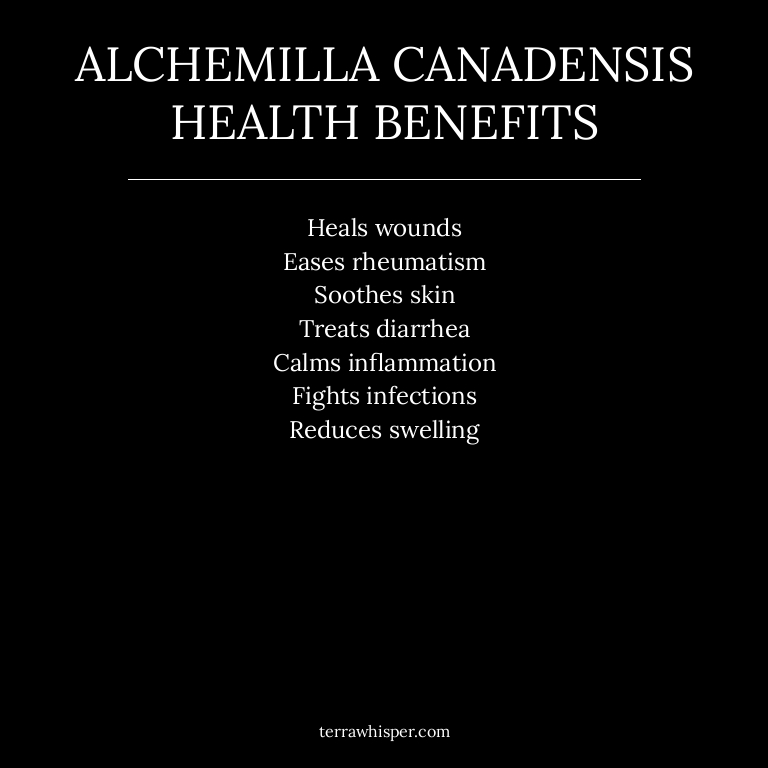 ALCHEMILLA CANADENSIS
HEALTH BENEFITS
Heals wounds
Eases rheumatism
Soothes skin
Treats diarrhea
Calms inflammation
Fights infections
Reduces swelling
terrawhisper.com